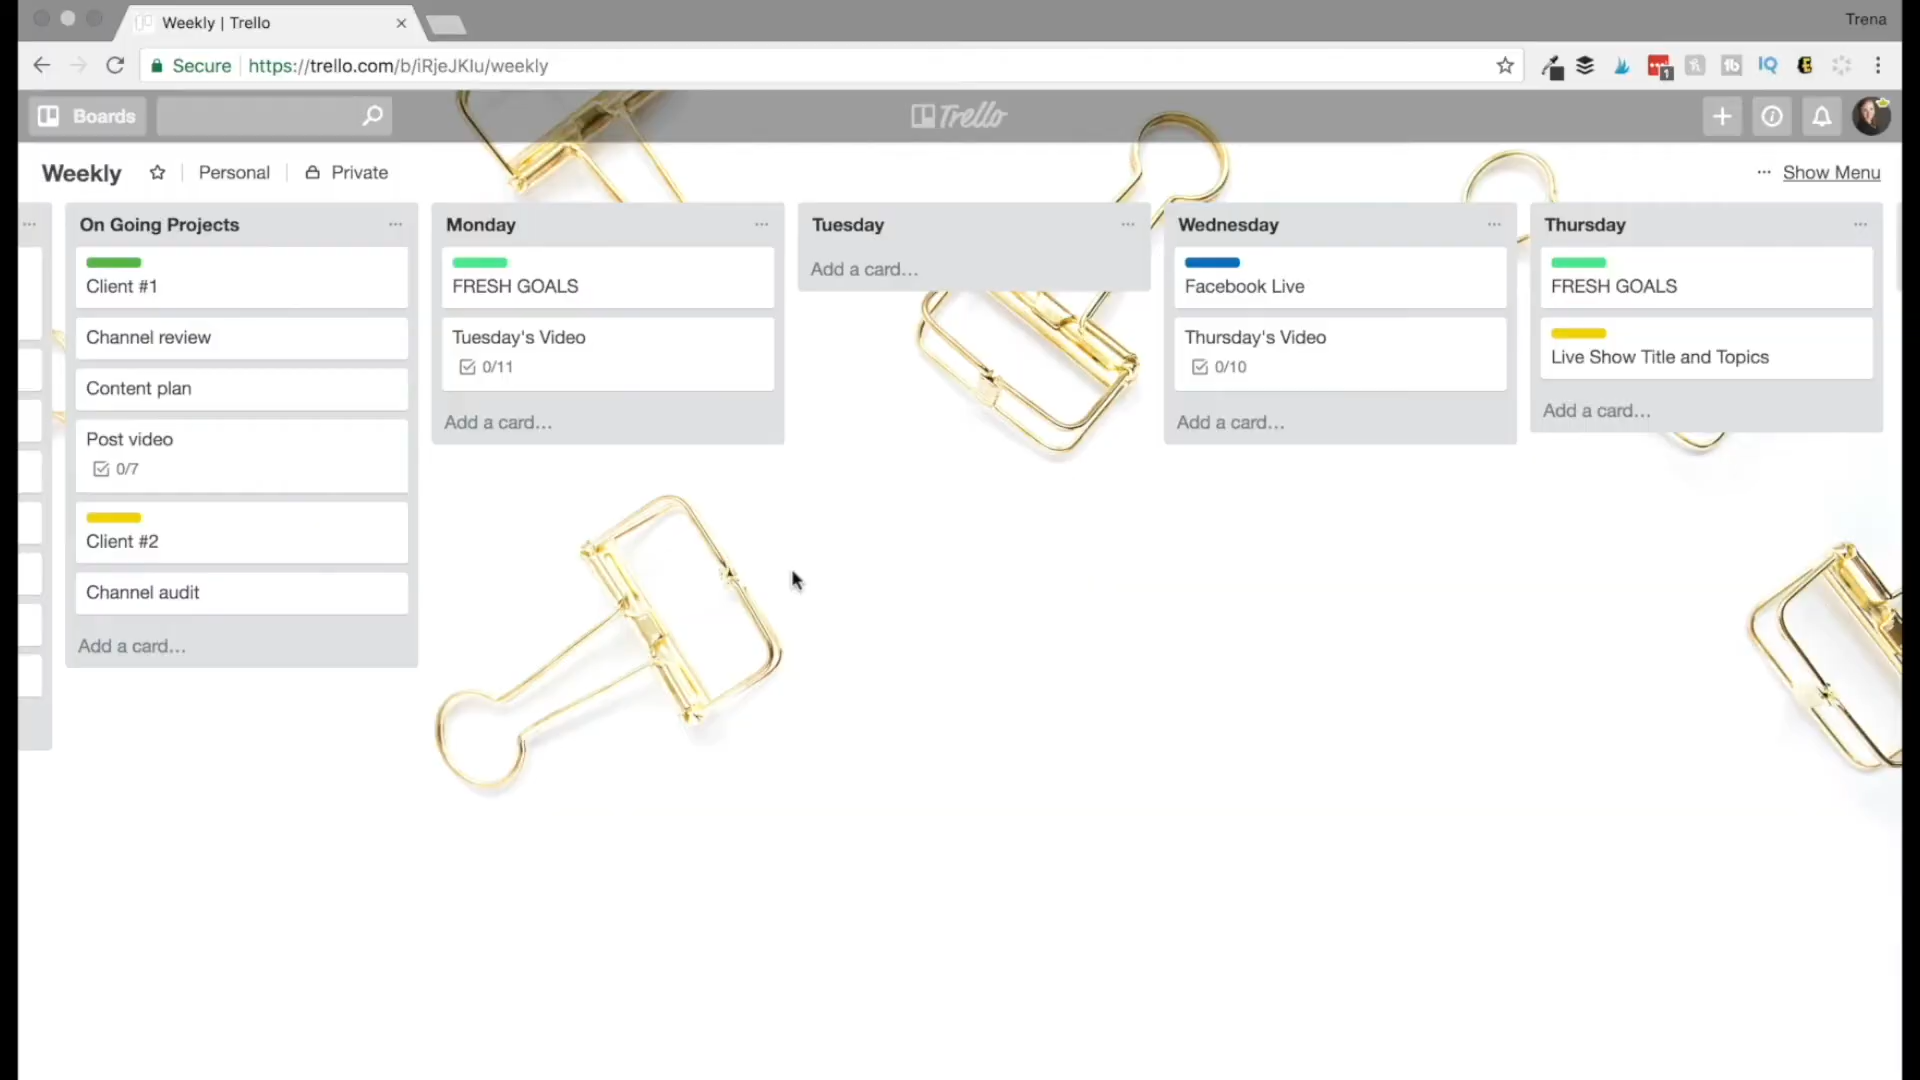 Weekly | Trello
Trena
Secure
https://trello.com/b/iRjeJKIu/weekly
1
IQ
Boards
Trello
Weekly
Personal
Private
Show Menu
On Going Projects
Client #1
Channel review
Content plan
Post video
0/7
Client #2
Channel audit
Add a card…
Monday
FRESH GOALS
Tuesday's Video
0/11
Add a card…
Tuesday
Add a card…
Wednesday
Facebook Live
Thursday's Video
0/10
Add a card…
Thursday
FRESH GOALS
Live Show Title and Topics
Add a card…